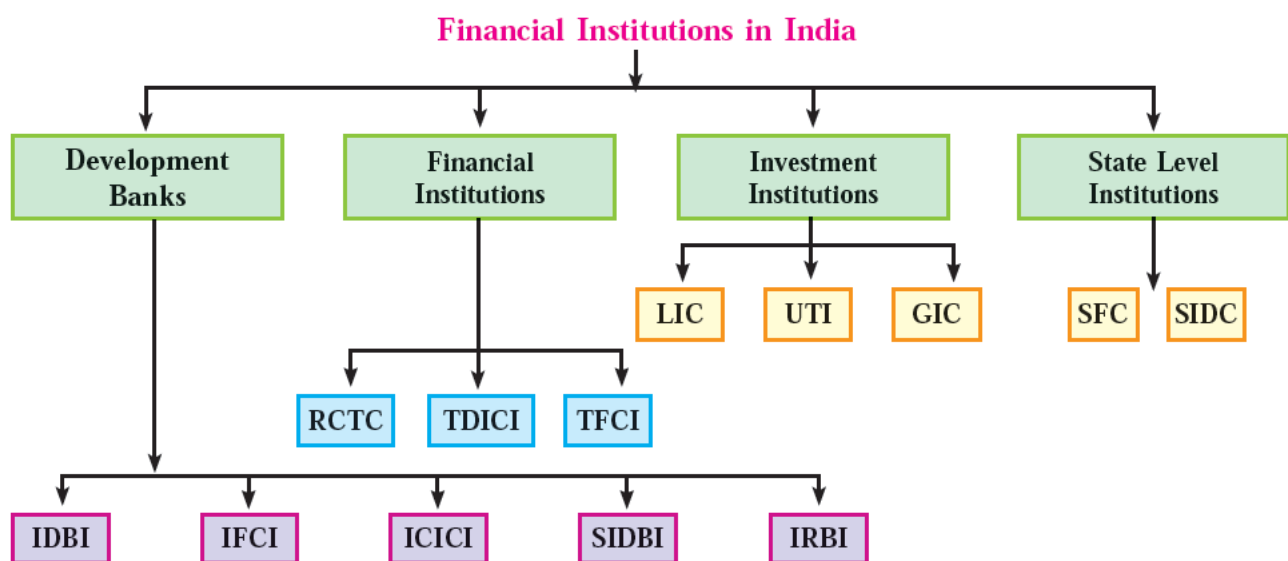 Financial Institutions in India
Development
Banks
Financial
Institutions
Investment
Institutions
State Level
Institutions
LIC
UTI
GIC
SFC
SIDC
RCTC
TDICI
TFCI
IDBI
IFCI
ICICI
SIDBI
IRBI